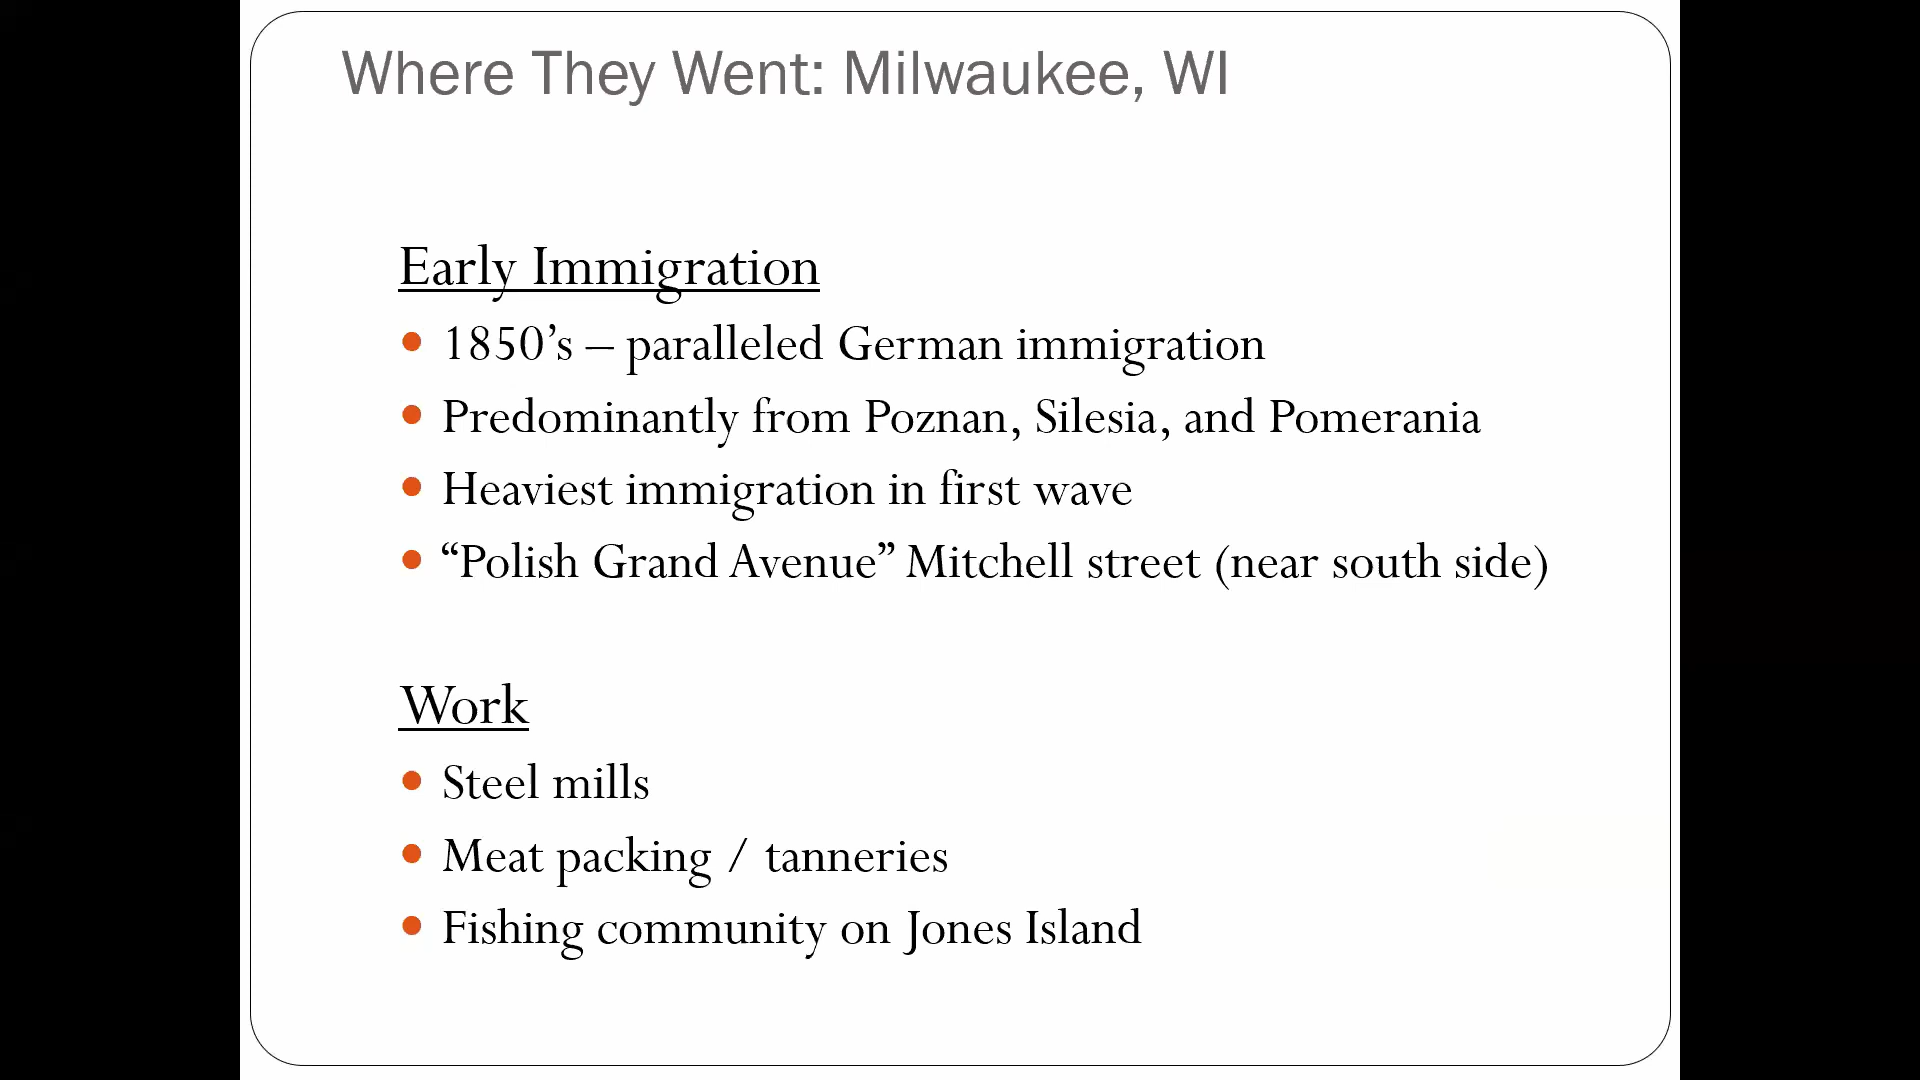 Where They Went: Milwaukee, WI
Early Immigration
1850’s – paralleled German immigration
Predominantly from Poznan, Silesia, and Pomerania
Heaviest immigration in first wave
“Polish Grand Avenue” Mitchell street (near south side)
Work
Steel mills
Meat packing / tanneries
Fishing community on Jones Island